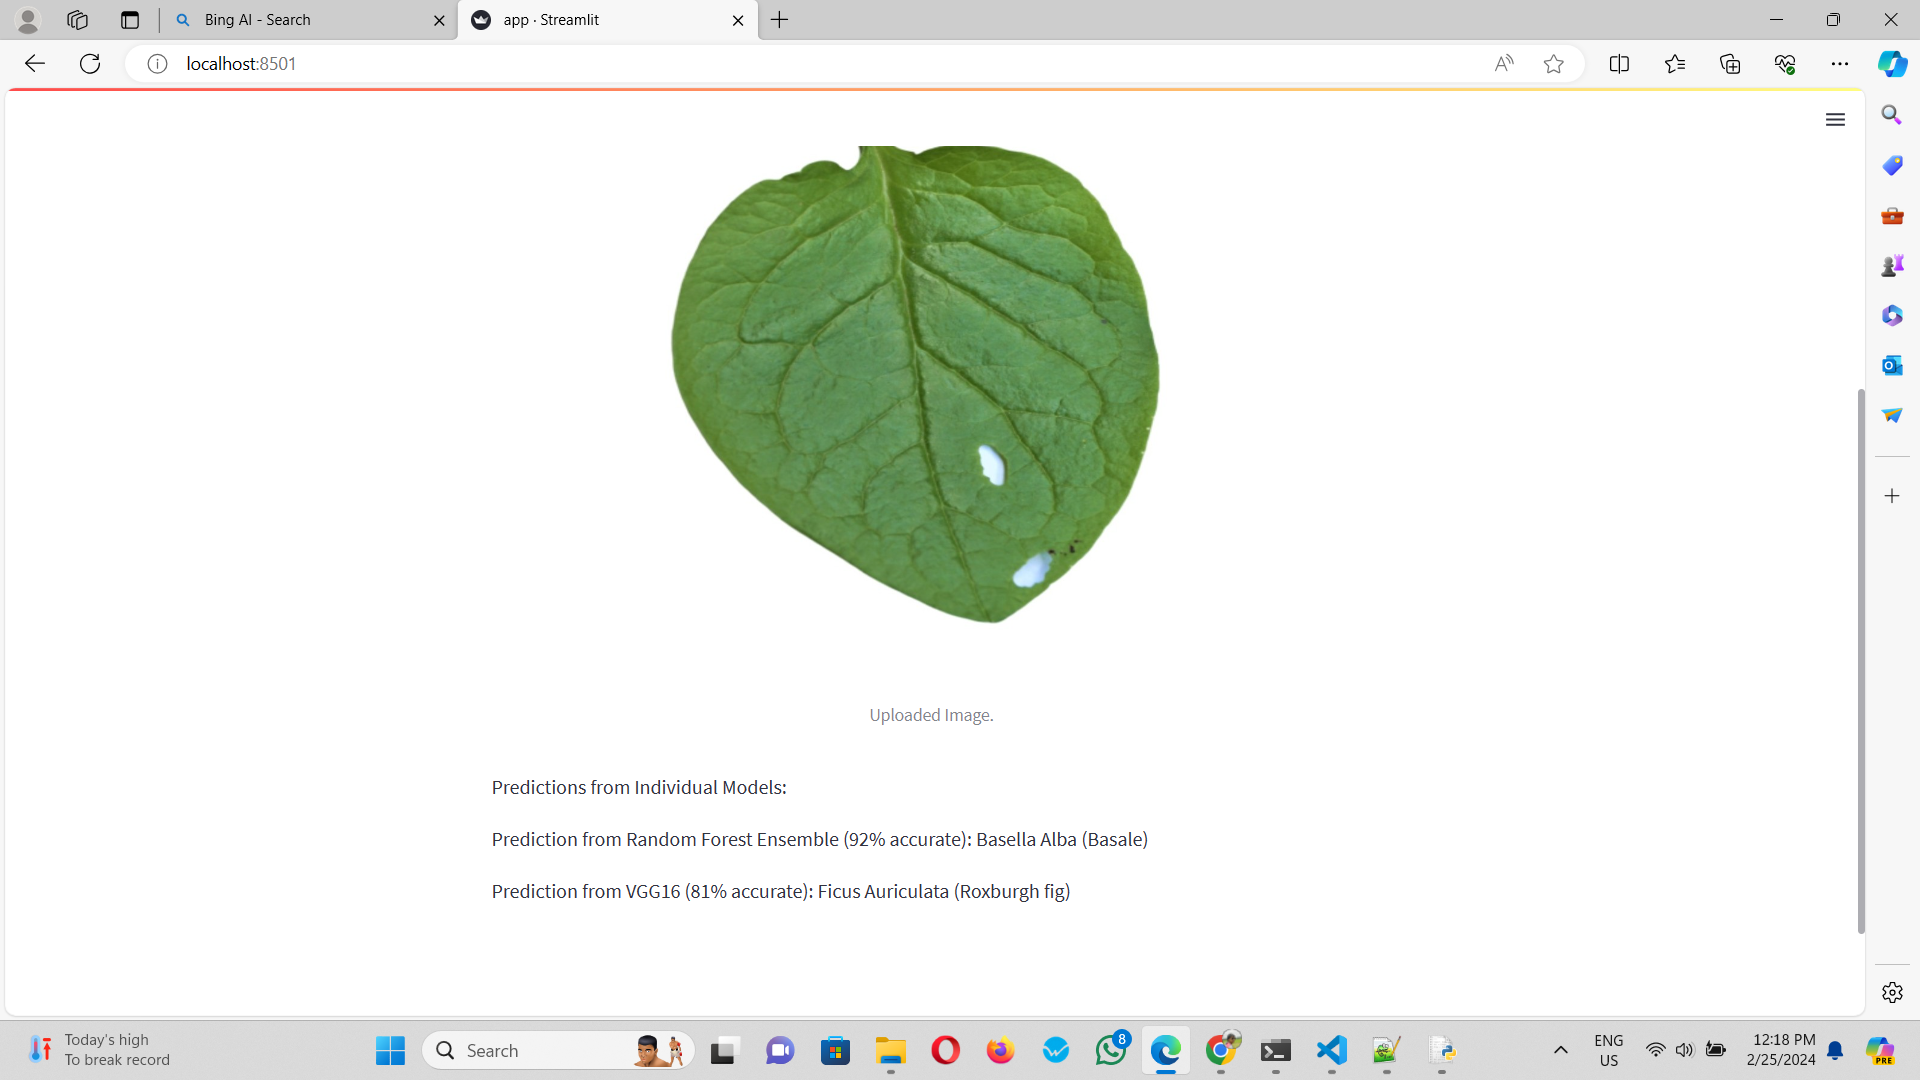 Bing AI - Search
app · Streamlit
localhost:8501
Uploaded Image.
Predictions from Individual Models:
Prediction from Random Forest Ensemble (92% accurate): Basella Alba (Basale)
Prediction from VGG16 (81% accurate): Ficus Auriculata (Roxburgh fig)
Today's high
To break record
Search
8
ENG
US
12:18 PM
2/25/2024
PRE